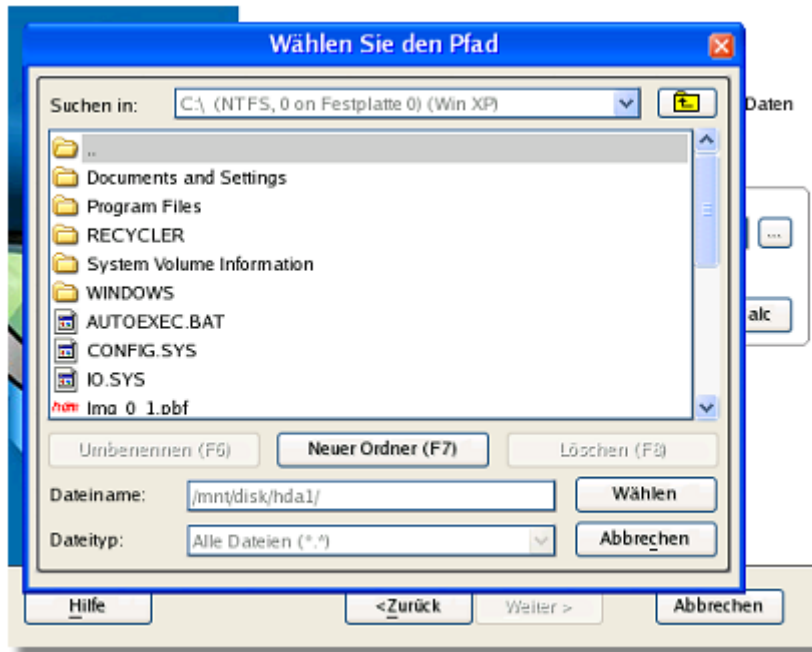 Wählen Sie den Pfad
Suchen in: C:\ (NTFS, 0 on Festplatte 0) (Win XP)
Daten
..
Documents and Settings
Program Files
RECYCLER
System Volume Information
WINDOWS
AUTOEXEC.BAT
CONFIG.SYS
IO.SYS
Img_0_1.pbf
...
alc
Umbenennen (F6) Neuer Ordner (F7) Löschen (F8)
Dateiname: /mnt/disk/hda1/ Wählen
Dateityp: Alle Dateien (*.*) Abbrechen
Hilfe <Zurück Weiter > Abbrechen